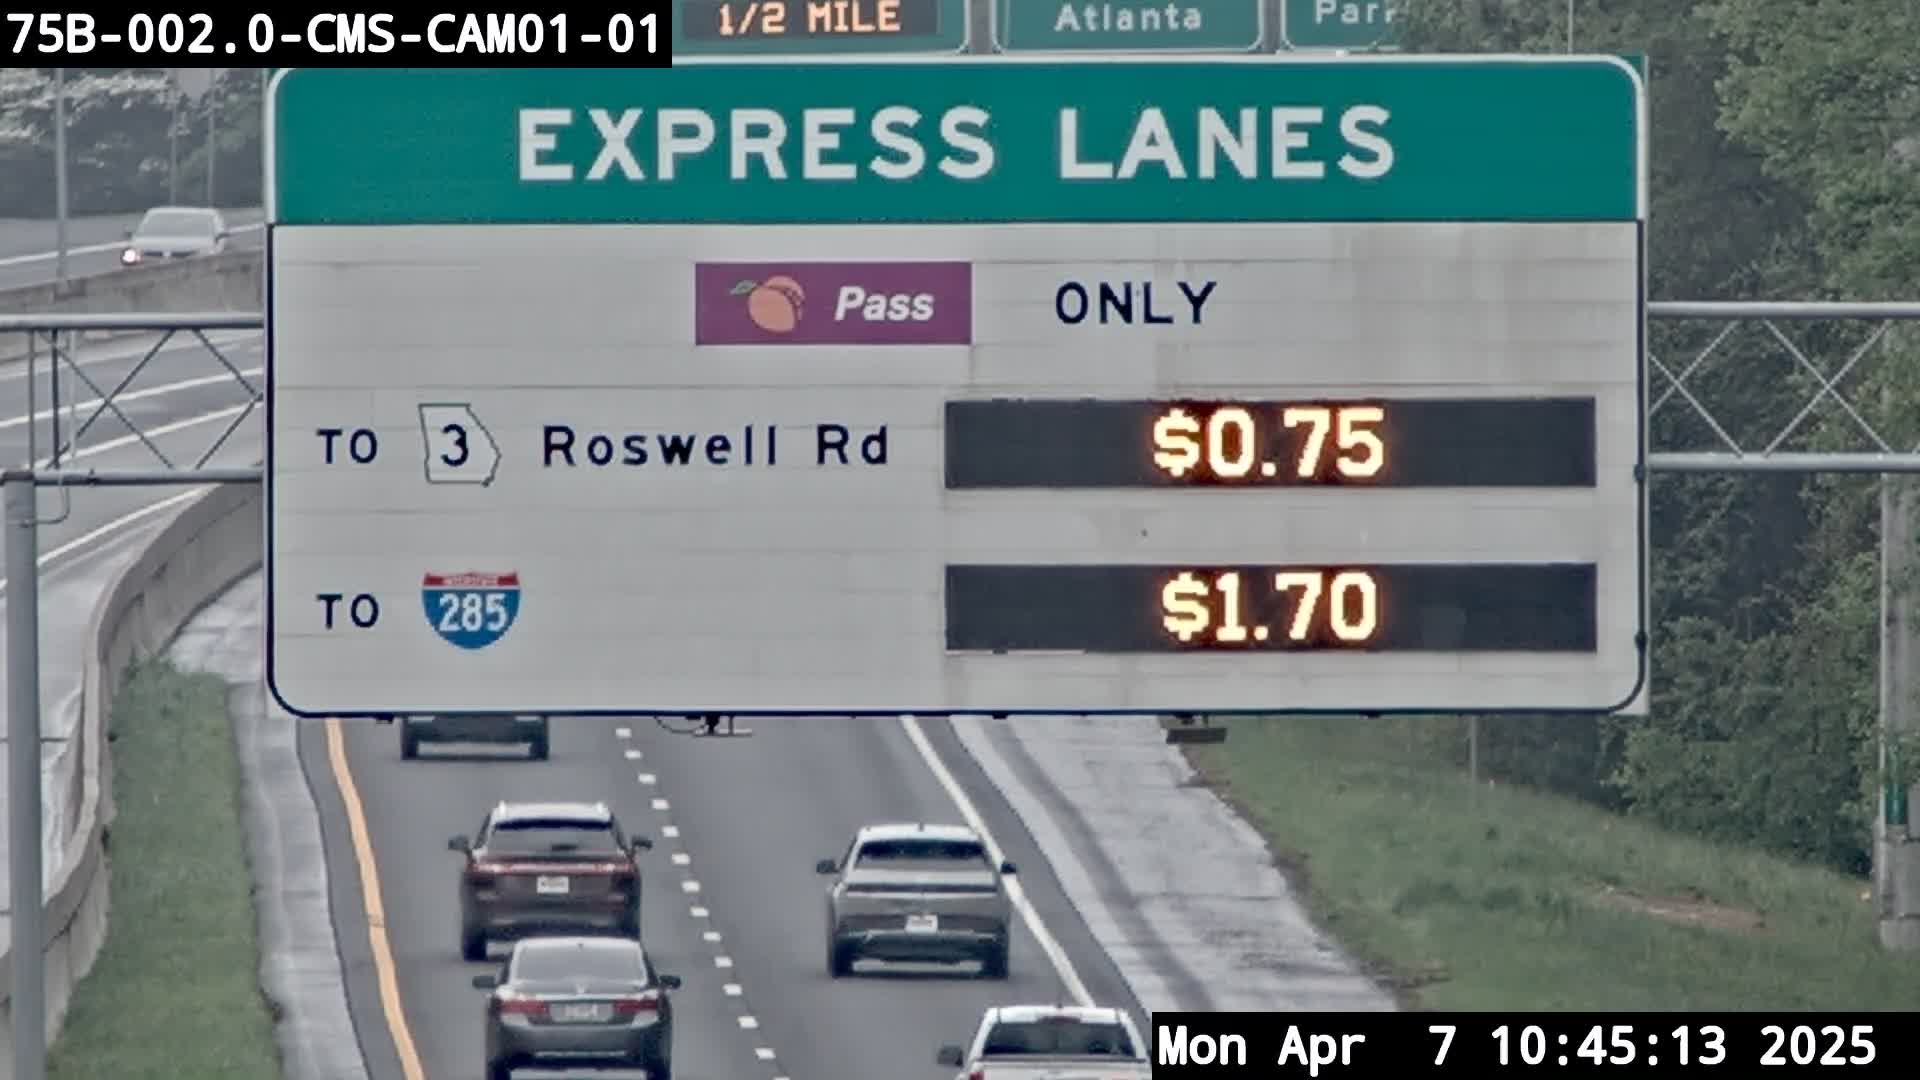 75B-002.0-CMS-CAM01-01
1/2 MILE
Atlanta
EXPRESS LANES
Pass ONLY
TO 3 Roswell Rd $0.75
TO INTERSTATE 285 $1.70
Mon Apr 7 10:45:13 2025